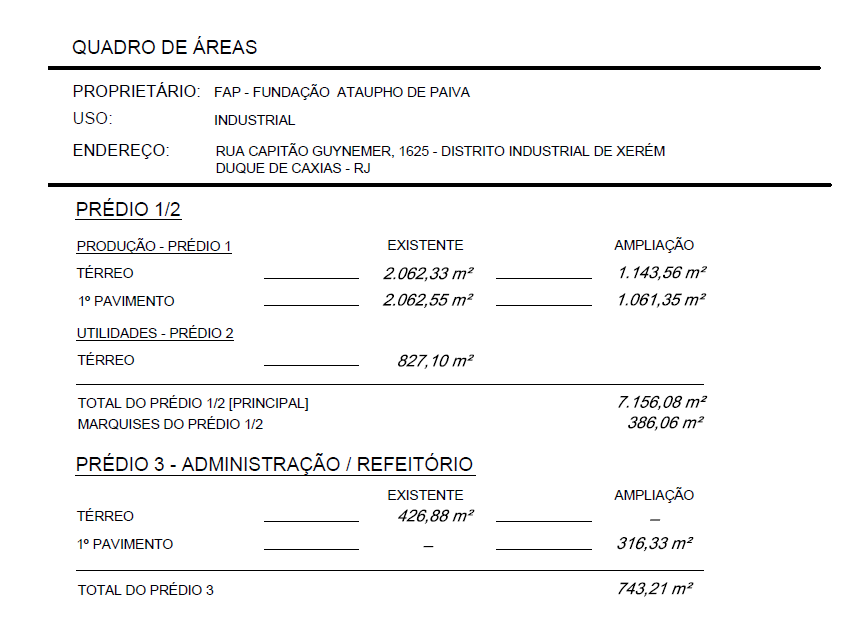 QUADRO DE ÁREAS
PROPRIETÁRIO: FAP - FUNDAÇÃO ATAUPHO DE PAIVA
USO: INDUSTRIAL
ENDEREÇO: RUA CAPITÃO GUYNEMER, 1625 - DISTRITO INDUSTRIAL DE XERÉM
DUQUE DE CAXIAS - RJ
PRÉDIO 1/2
PRODUÇÃO - PRÉDIO 1 EXISTENTE AMPLIAÇÃO
TÉRREO 2.062,33 m² 1.143,56 m²
1º PAVIMENTO 2.062,55 m² 1.061,35 m²
UTILIDADES - PRÉDIO 2
TÉRREO 827,10 m²
TOTAL DO PRÉDIO 1/2 [PRINCIPAL] 7.156,08 m²
MARQUISES DO PRÉDIO 1/2 386,06 m²
PRÉDIO 3 - ADMINISTRAÇÃO / REFEITÓRIO
EXISTENTE AMPLIAÇÃO
TÉRREO 426,88 m² –
1º PAVIMENTO – 316,33 m²
TOTAL DO PRÉDIO 3 743,21 m²